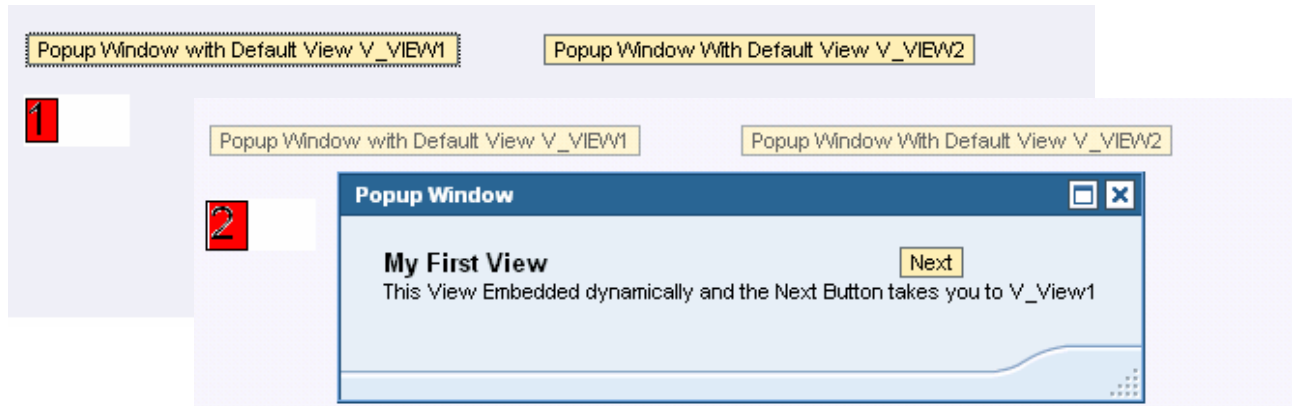 Popup Window with Default View V_VIEW1 Popup Window With Default View V_VIEW2
1
Popup Window with Default View V_VIEW1 Popup Window With Default View V_VIEW2
2
Popup Window
My First View Next
This View Embedded dynamically and the Next Button takes you to V_View1